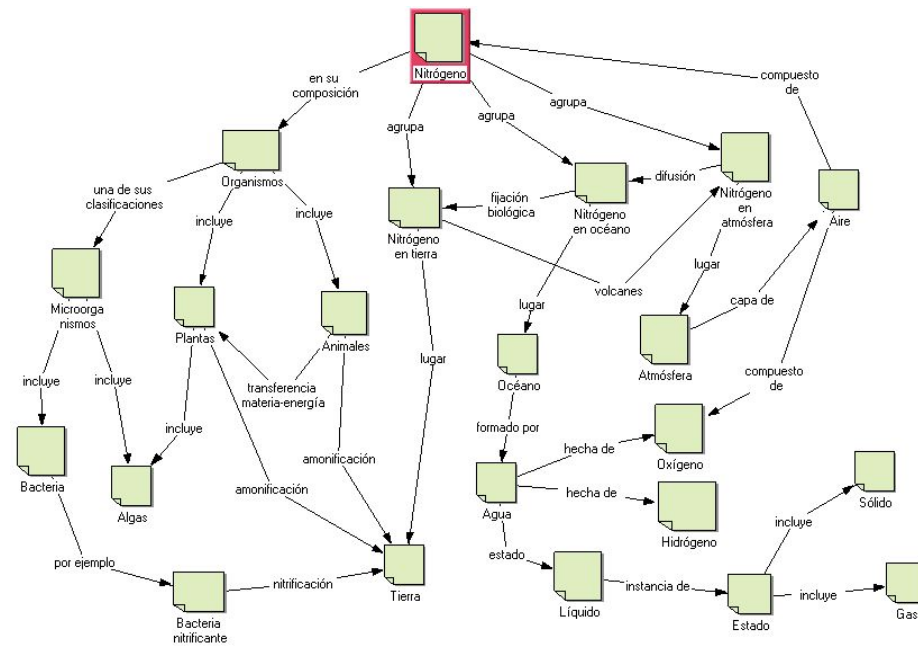 Nitrógeno
compuesto
de
en su
composición
agrupa
agrupa
agrupa
Organismos
una de sus
clasificaciones
incluye
incluye
fijación
biológica
difusión
Nitrógeno
en tierra
Nitrógeno
en océano
Nitrógeno
en
atmósfera
Aire
volcanes
lugar
capa de
Microorga
nismos
Plantas
Animales
lugar
lugar
Océano
Atmósfera
compuesto
de
incluye
incluye
incluye
transferencia
materia-energía
formado por
hecha de
Oxígeno
Bacteria
Algas
amonificación
amonificación
Agua
hecha de
Hidrógeno
Sólido
incluye
por ejemplo
nitrificación
Bacteria
nitrificante
Tierra
estado
Líquido
instancia de
Estado
incluye
Gas